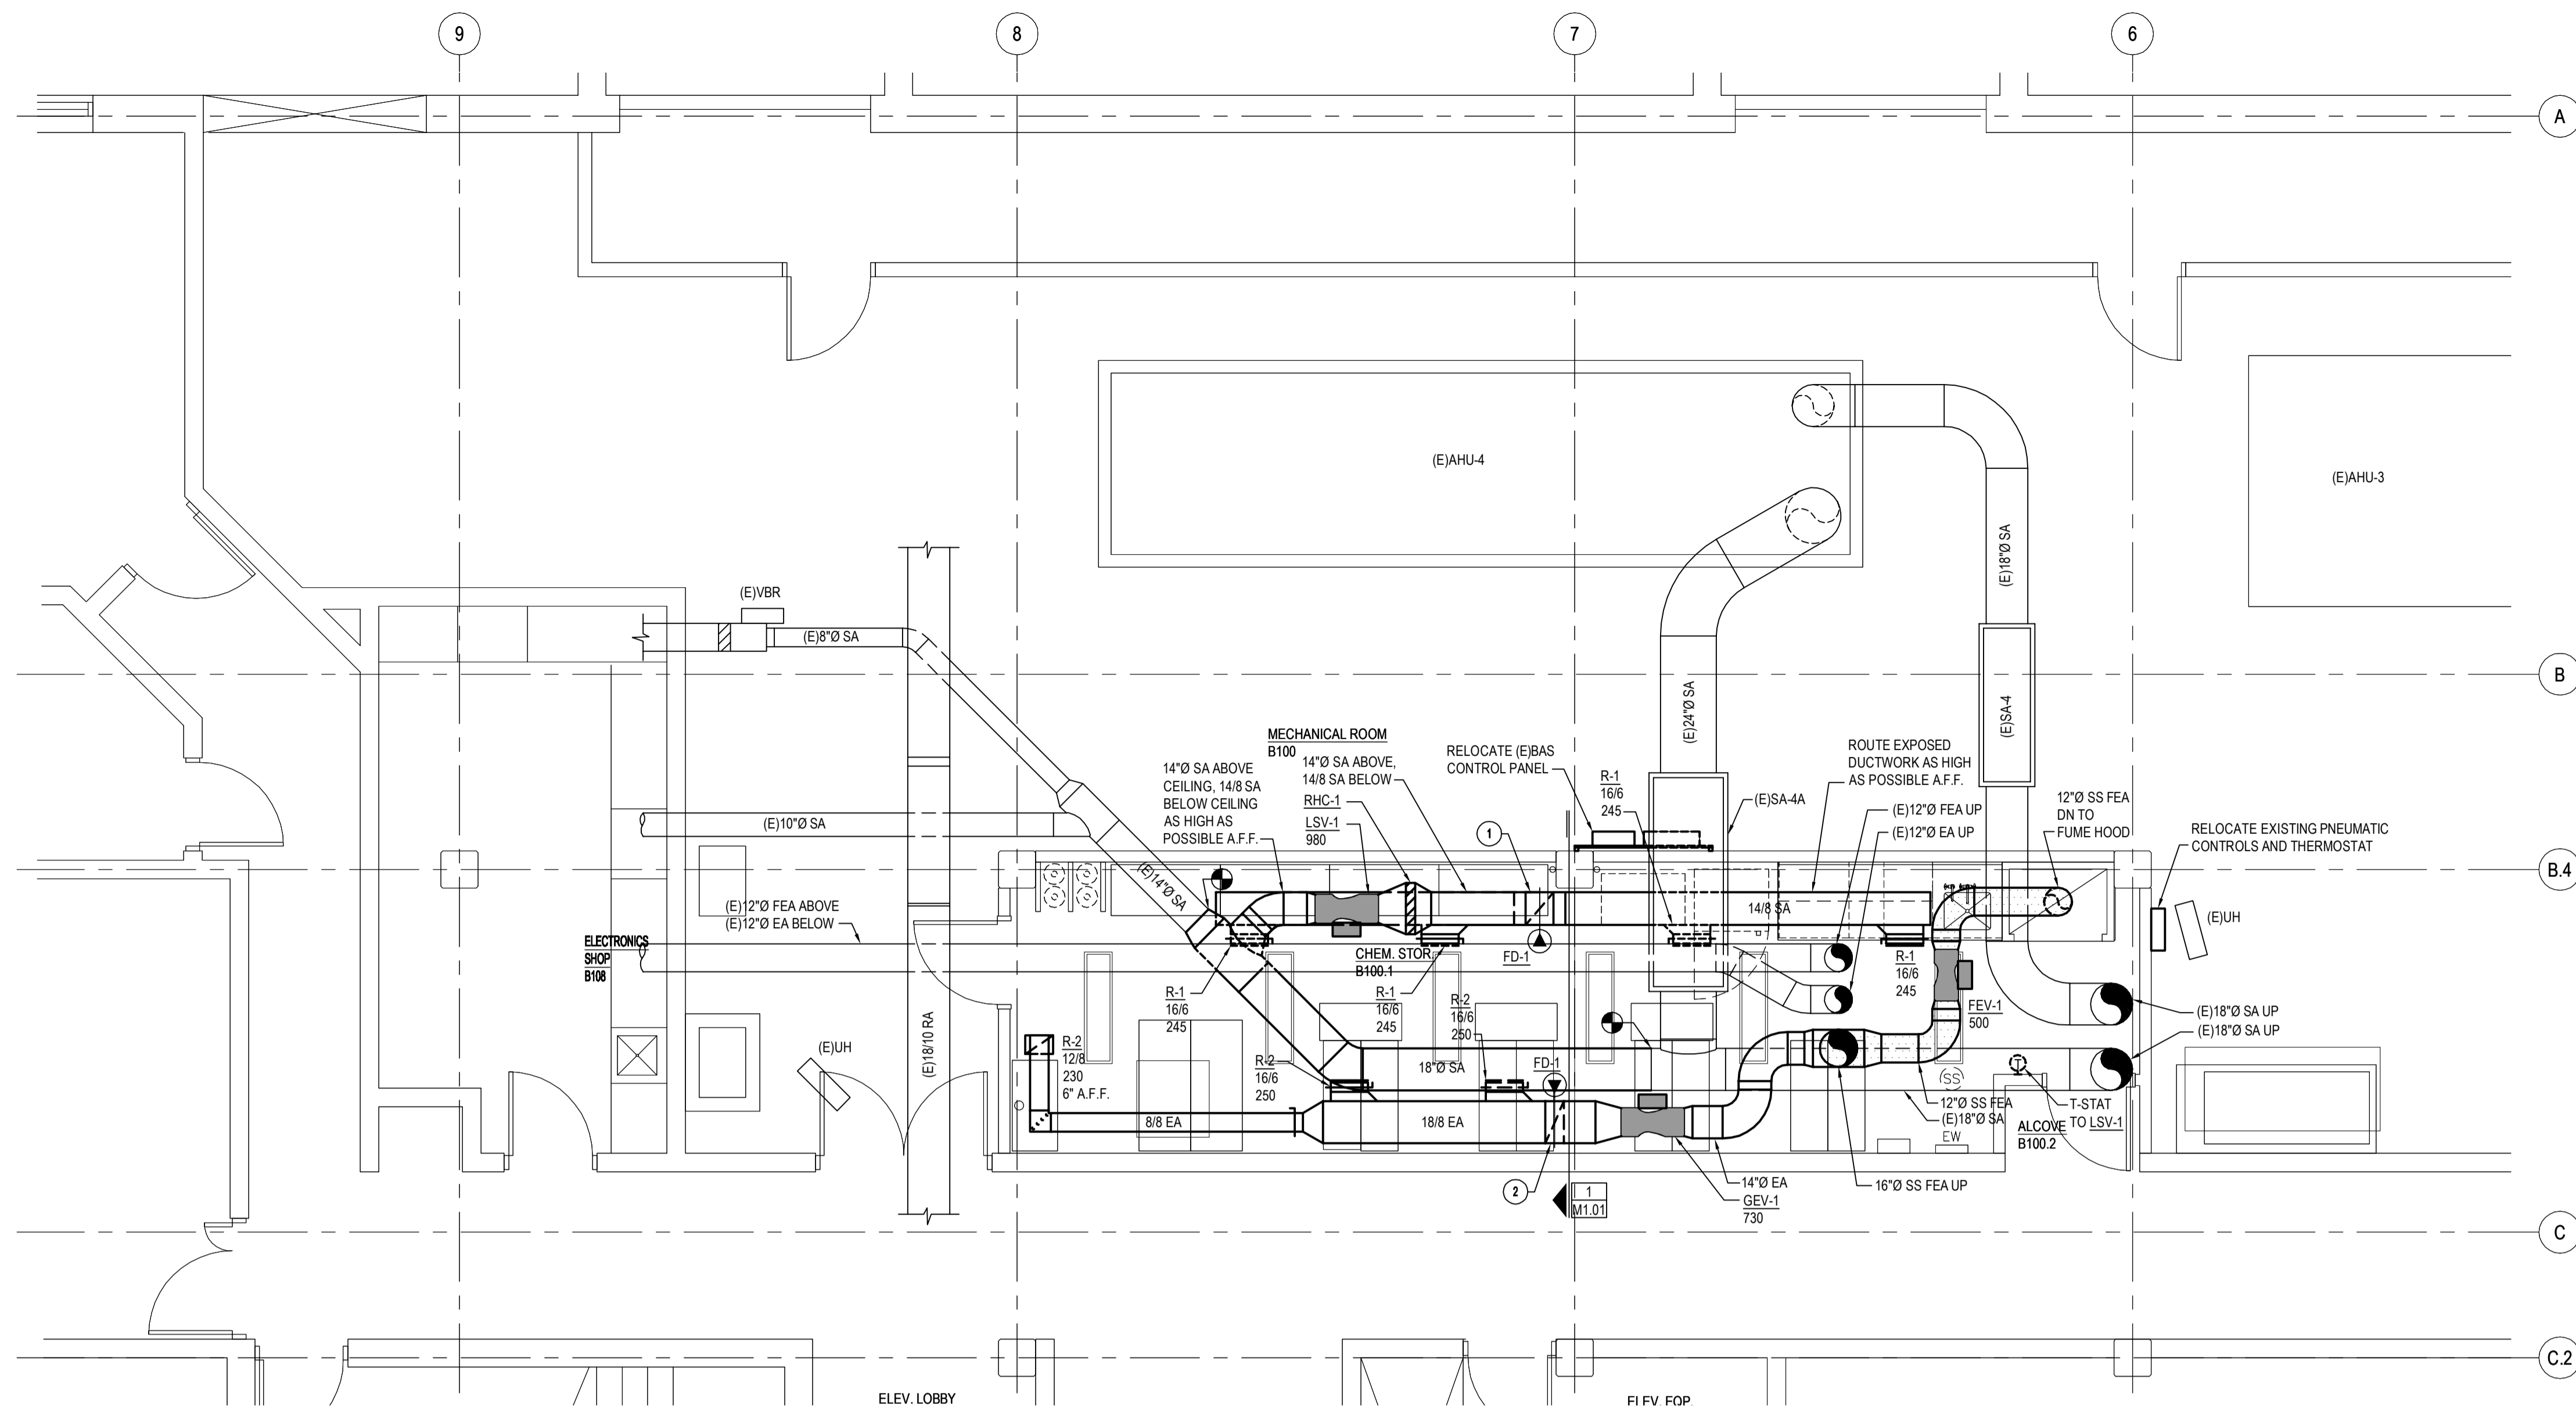 9
8
7
6
A
(E)AHU-4
(E)AHU-3
(E)18"Ø SA
(E)VBR
(E)8"Ø SA
B
(E)24"Ø SA
(E)SA-4
MECHANICAL ROOM
B100
14"Ø SA ABOVE,
14/8 SA BELOW
RHC-1
LSV-1
980
14"Ø SA ABOVE
CEILING, 14/8 SA
BELOW CEILING
AS HIGH AS
POSSIBLE A.F.F.
RELOCATE (E)BAS
CONTROL PANEL
R-1
16/6
245
ROUTE EXPOSED
DUCTWORK AS HIGH
AS POSSIBLE A.F.F.
(E)SA-4A
(E)12"Ø FEA UP
(E)12"Ø EA UP
12"Ø SS FEA
DN TO
FUME HOOD
RELOCATE EXISTING PNEUMATIC
CONTROLS AND THERMOSTAT
(E)10"Ø SA
1
(E)14"Ø SA
B.4
14/8 SA
(E)12"Ø FEA ABOVE
(E)12"Ø EA BELOW
(E)UH
ELECTRONICS
SHOP
B108
CHEM. STOR.
B100.1
FD-1
R-1
16/6
245
R-1
16/6
245
R-1
16/6
245
R-2
16/6
250
FEV-1
500
(E)18"Ø SA UP
(E)18"Ø SA UP
(E)18/10 RA
(E)UH
R-2
12/8
230
6" A.F.F.
R-2
16/6
250
18"Ø SA
FD-1
SS
T
12"Ø SS FEA
(E)18"Ø SA
EW
T-STAT
TO LSV-1
ALCOVE
B100.2
8/8 EA
18/8 EA
2
1
M1.01
14"Ø EA
GEV-1
730
16"Ø SS FEA UP
C
C.2
ELEV. LOBBY
ELEV. EQP.